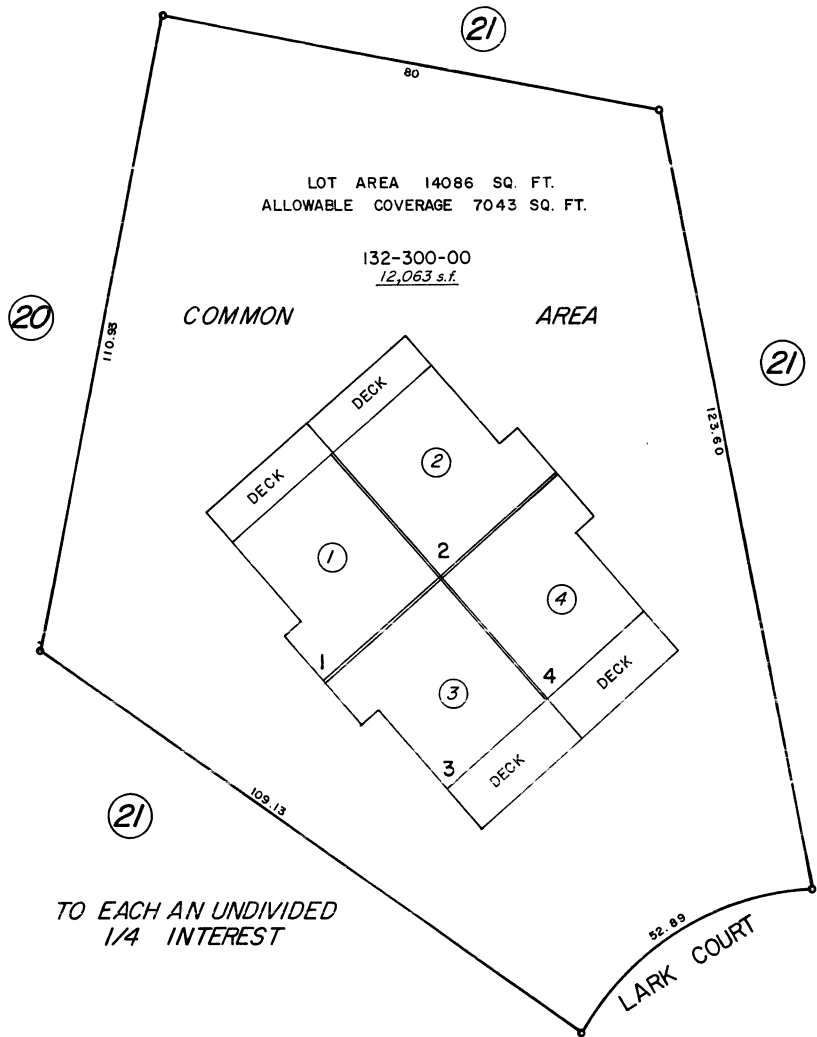 21
80
LOT AREA 14086 SQ. FT.
ALLOWABLE COVERAGE 7043 SQ. FT.
132-300-00
12,063 s.f.
20
COMMON AREA
110.93
21
123.60
DECK
DECK
2
1
2
4
1
3
4
DECK
3
DECK
109.13
21
TO EACH AN UNDIVIDED
1/4 INTEREST
52.89
LARK COURT